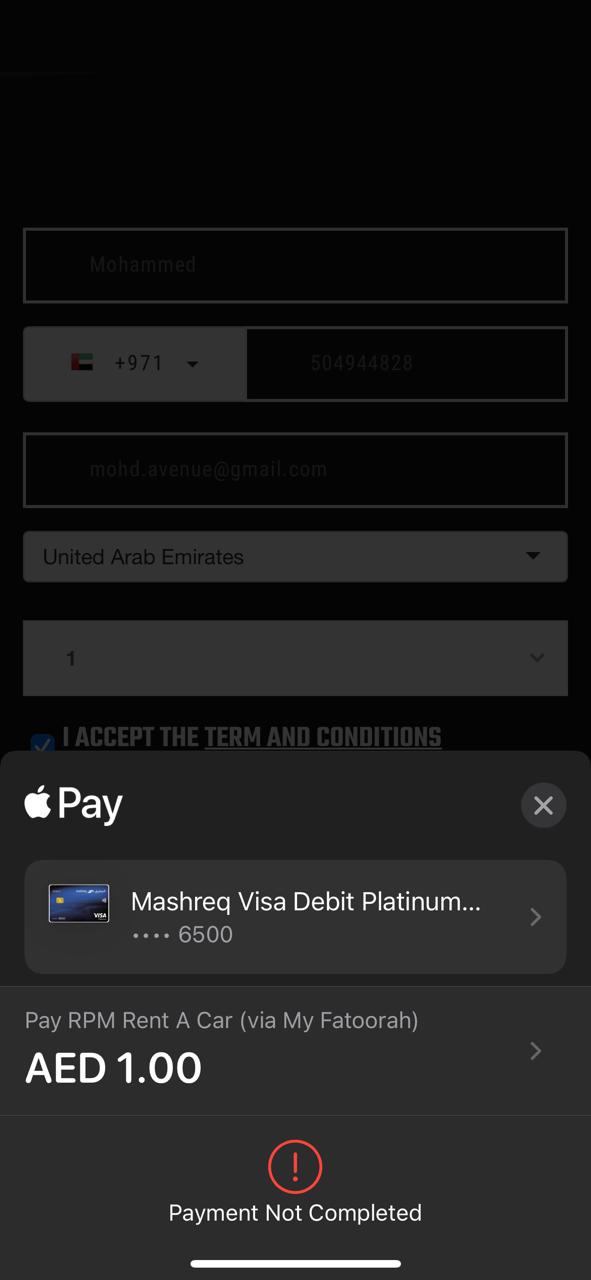 Mohammed
+971
504944828
mohd.avenue@gmail.com
United Arab Emirates
1
I ACCEPT THE TERM AND CONDITIONS
Pay
Mashreq Visa Debit Platinum...
VISA
•••• 6500
Pay RPM Rent A Car (via My Fatoorah)
AED 1.00
Payment Not Completed